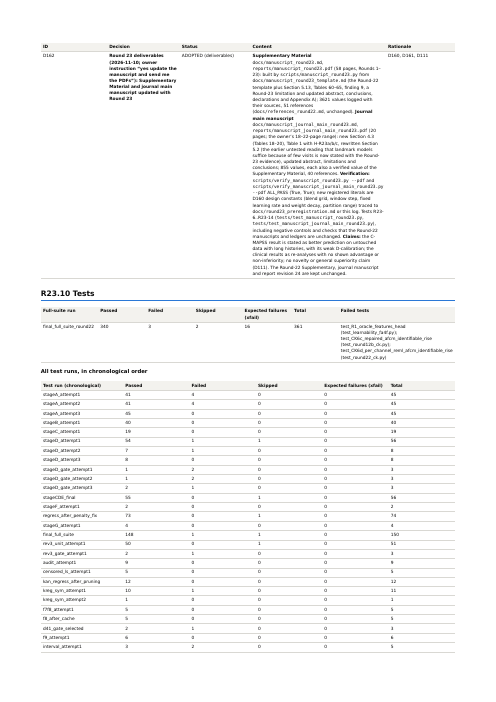 ID Decision Status Content Rationale
D162 Round 23 deliverables ADOPTED (deliverables) Supplementary Material D160, D161, D111
(2026-11-10; owner docs/manuscript_round23.md,
instruction "yes update the reports/manuscript_round23.pdf (58 pages, Rounds 1–
manuscript and send me 23; built by scripts/manuscript_round23.py from
the PDFs"): Supplementary docs/manuscript_round23_template.md (the Round-22
Material and journal main template plus Section 5.13, Tables 60–65, finding 9, a
manuscript updated with Round-23 limitation and updated abstract, conclusions,
Round 23 declarations and Appendix A); 3621 values logged with
their sources, 51 references
(docs/references_round22.md, unchanged). Journal
main manuscript
docs/manuscript_journal_main_round23.md,
reports/manuscript_journal_main_round23.pdf (20
pages; the owner's 18–22-page range): new Section 4.3
(Tables 18–20), Table 1 with H-R23a/b/c, rewritten Section
5.2 (the earlier untested reading that landmark models
suffice because of few visits is now stated with the Round-
23 evidence), updated abstract, limitations and
conclusions; 855 values, each also a verified value of the
Supplementary Material, 40 references. Verification:
scripts/verify_manuscript_round23.py --pdf and
scripts/verify_manuscript_journal_main_round23.py
--pdf ALL_PASS (True, True); new registered literals are
D160 design constants (blend grid, window step, fixed
learning rate and weight decay, partition range) traced to
docs/round23_preregistration.md or this log. Tests R23-
6..R23-14 (tests/test_manuscript_round23.py,
tests/test_manuscript_journal_main_round23.py),
including negative controls and checks that the Round-22
manuscripts and ledgers are unchanged. Claims: the C-
MAPSS result is stated as better prediction on untouched
data with long histories, with its weak D-calibration; the
clinical results as re-analyses with no shown advantage or
non-inferiority; no novelty or general superiority claim
(D111). The Round-22 Supplementary, journal manuscript
and report revision 24 are kept unchanged.
R23.10 Tests
Full-suite run Passed Failed Skipped Expected failures (xfail) Total Failed tests
final_full_suite_round22 340 3 2 16 361 test_R1_oracle_features_head
(test_learnability_fa4f.py);
test_CX6c_repaired_afcm_identifiable_rise
(test_round12b_ck.py);
test_CX6d_per_channel_reml_afcm_identifiable_rise
(test_round22_ck.py)
All test runs, in chronological order
Test run (chronological) Passed Failed Skipped Expected failures (xfail) Total
stageA_attempt1 41 4 0 0 45
stageA_attempt2 41 4 0 0 45
stageA_attempt3 45 0 0 0 45
stageB_attempt1 40 0 0 0 40
stageC_attempt1 19 0 0 0 19
stageD_attempt1 54 1 1 0 56
stageD_attempt2 7 1 0 0 8
stageD_attempt3 8 0 0 0 8
stageD_gate_attempt1 1 2 0 0 3
stageD_gate_attempt2 1 2 0 0 3
stageD_gate_attempt3 2 1 0 0 3
stageCDE_final 55 0 1 0 56
stageF_attempt1 2 0 0 0 2
regress_after_penalty_fix 73 0 1 0 74
stageG_attempt1 4 0 0 0 4
final_full_suite 148 1 1 0 150
rev3_unit_attempt1 50 0 1 0 51
rev3_gate_attempt1 2 1 0 0 3
audit_attempt1 9 0 0 0 9
censored_ls_attempt1 5 0 0 0 5
kan_regress_after_pruning 12 0 0 0 12
kmg_sym_attempt1 10 1 0 0 11
kmg_sym_attempt2 1 0 0 0 1
f7f8_attempt1 5 0 0 0 5
f8_after_cache 5 0 0 0 5
d41_gate_selected 2 1 0 0 3
f9_attempt1 6 0 0 0 6
interval_attempt1 3 2 0 0 5